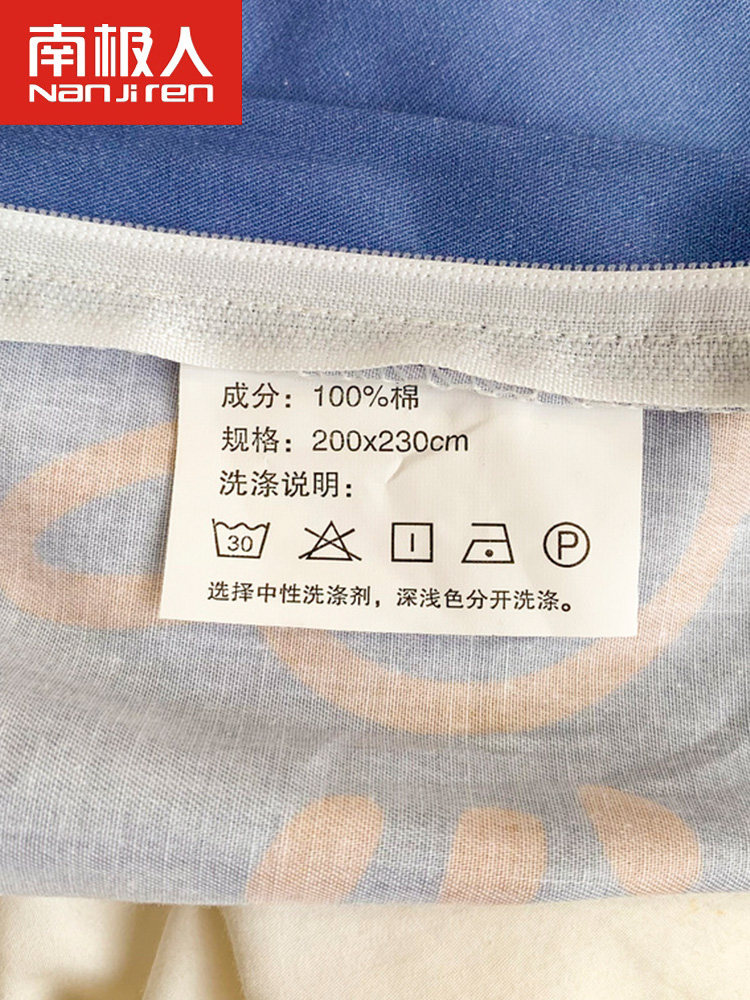 南极人
Nanjiren
成分：100%棉
规格：200x230cm
洗涤说明：
30
P
选择中性洗涤剂，深浅色分开洗涤。